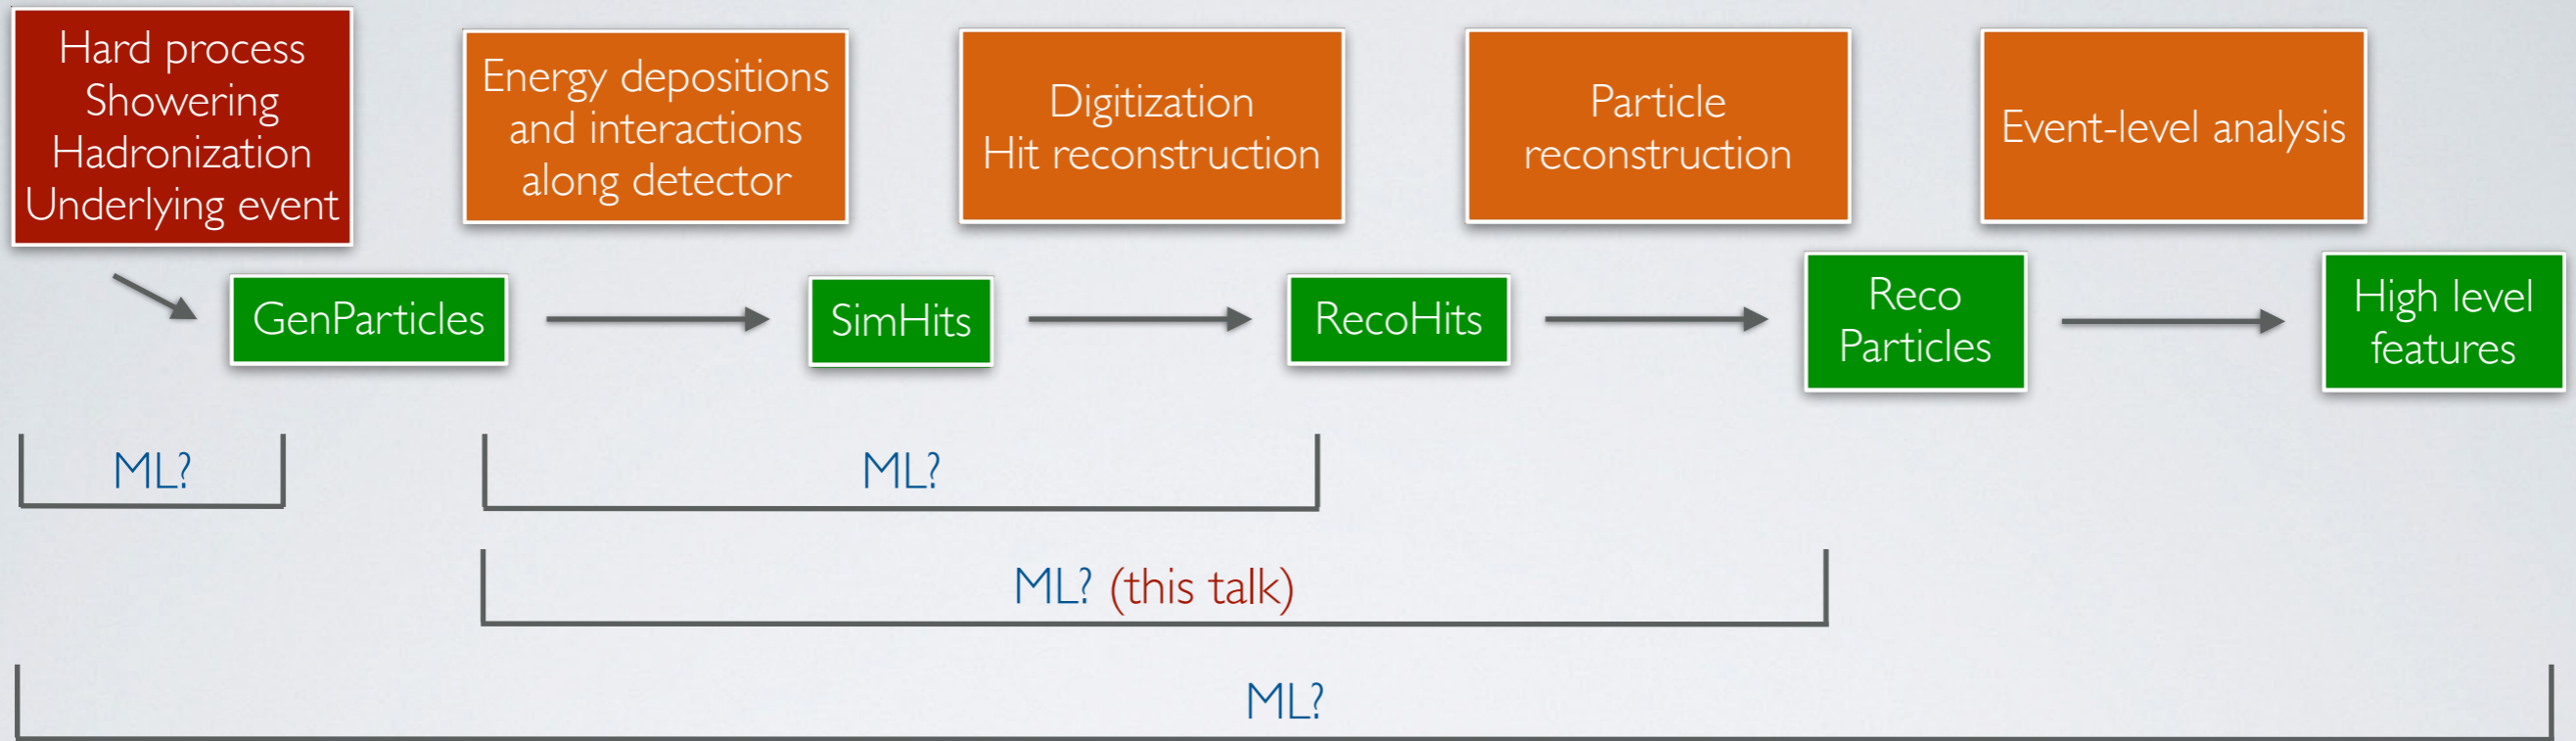 Hard process
Showering
Hadronization
Underlying event
Energy depositions
and interactions
along detector
Digitization
Hit reconstruction
Particle
reconstruction
Event-level analysis
GenParticles
SimHits
RecoHits
Reco
Particles
High level
features
ML?
ML?
ML? (this talk)
ML?